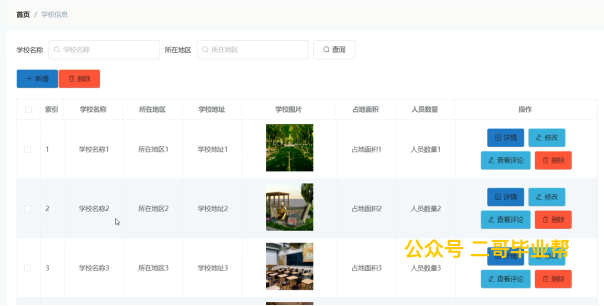 首页 / 学校信息
学校名称 学校名称 所在地区 所在地区 查询
新增 删除
索引 学校名称 所在地区 学校地址 学校图片 占地面积 人员数量 操作
1 学校名称1 所在地区1 学校地址1 占地面积1 人员数量1 详情 修改
查看评论 删除
2 学校名称2 所在地区2 学校地址2 占地面积2 人员数量2 详情 修改
查看评论 删除
公众号 二哥毕业帮
3 学校名称3 所在地区3 学校地址3 占地面积3 人员数量3 详情 修改
查看评论 删除